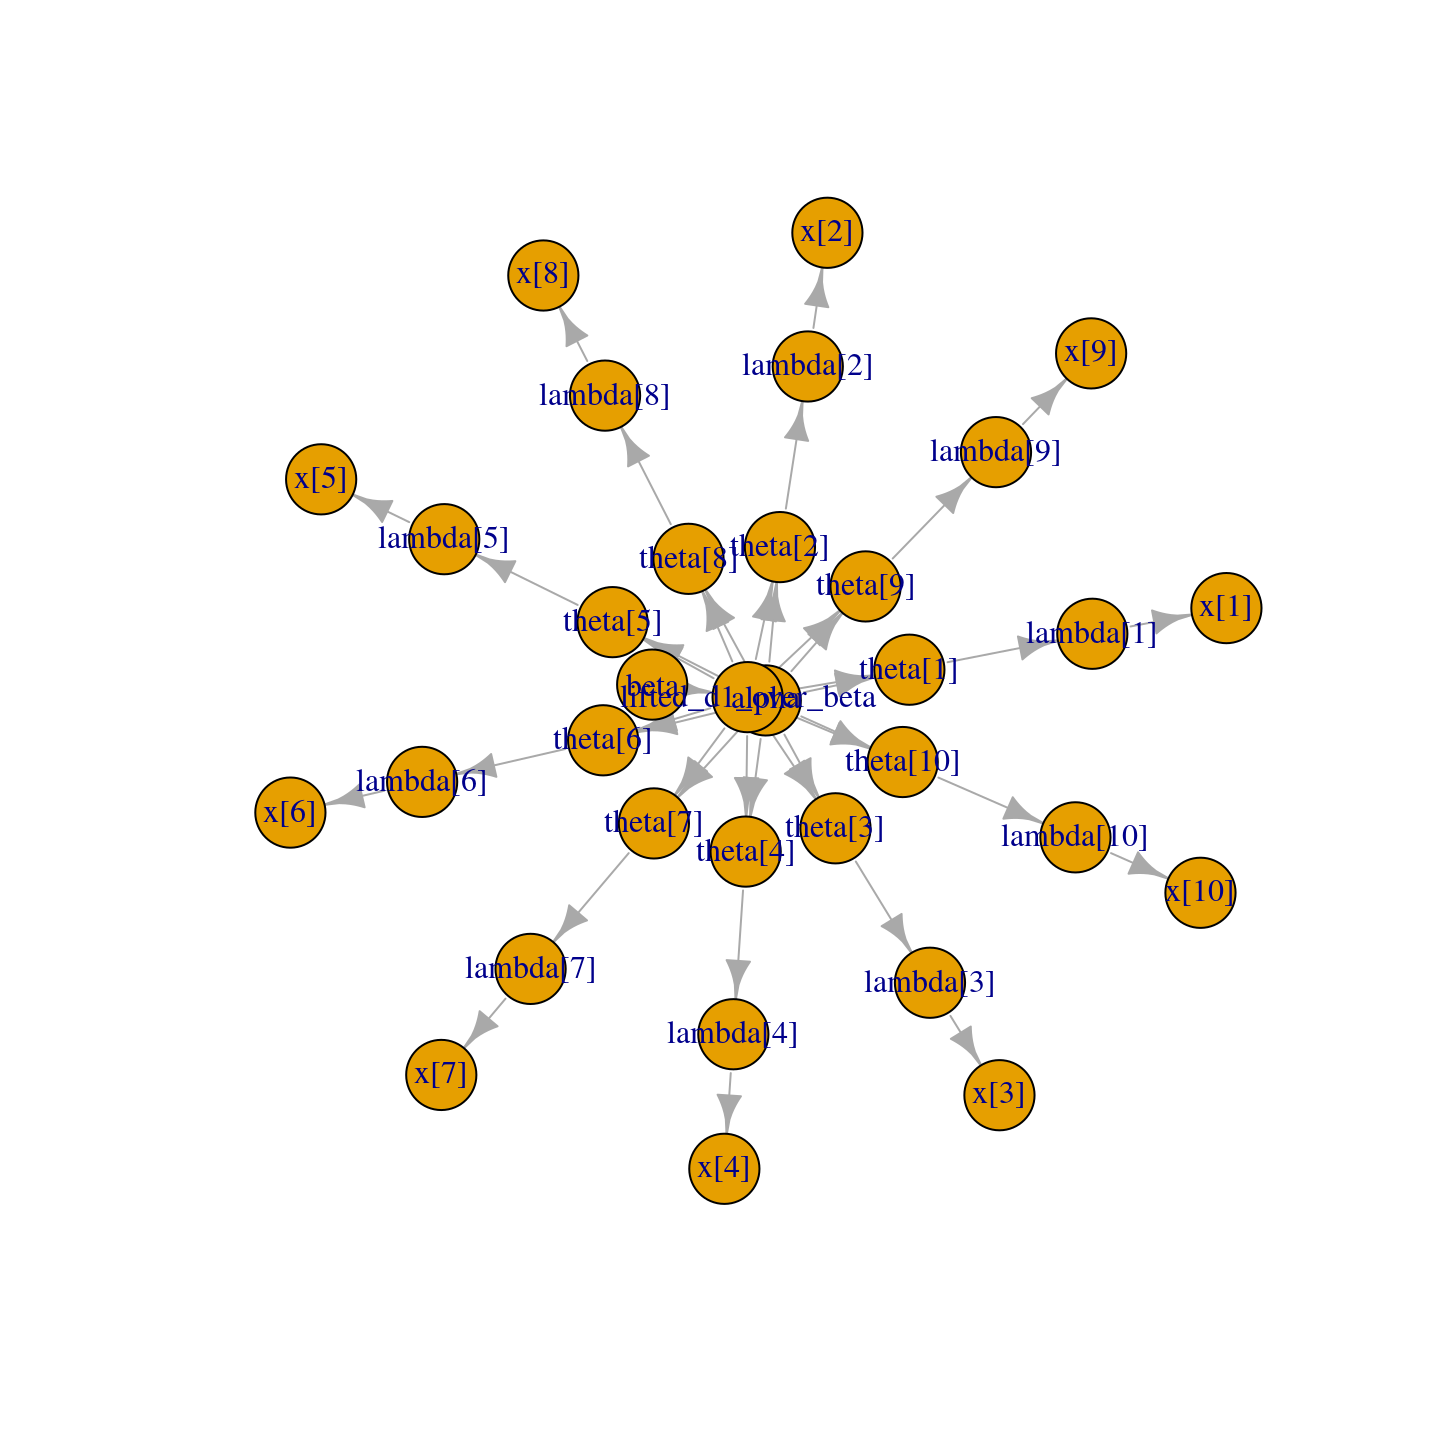 x[2]
x[8]
x[9]
lambda[2]
lambda[8]
lambda[9]
x[5]
lambda[5]
theta[2]
theta[8]
theta[9]
x[1]
theta[5]
lambda[1]
theta[1]
beta
lifted_d1_over_beta
alpha
theta[6]
theta[10]
lambda[6]
x[6]
theta[7]
theta[3]
lambda[10]
theta[4]
x[10]
lambda[7]
lambda[3]
lambda[4]
x[7]
x[3]
x[4]